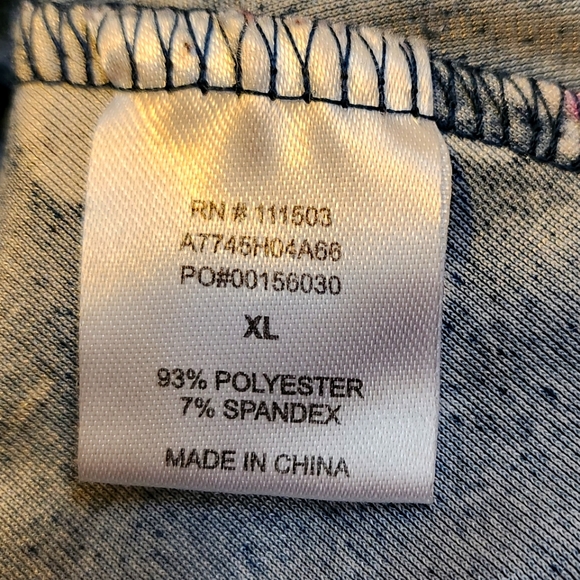 RN # 111503
A7745H04A66
PO#00156030
XL
93% POLYESTER
7% SPANDEX
MADE IN CHINA